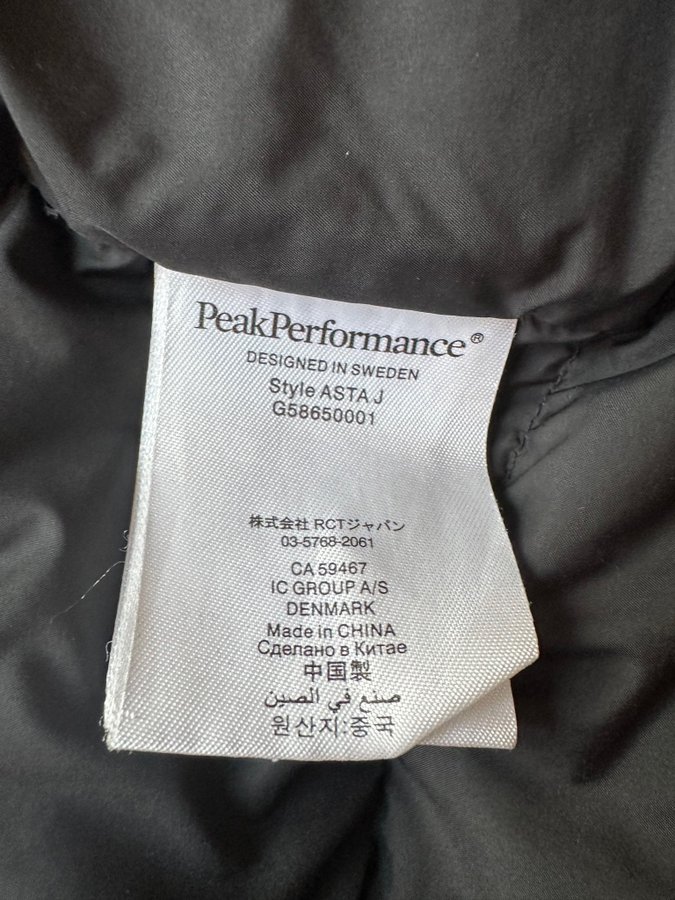 PeakPerformance®
DESIGNED IN SWEDEN
Style ASTA J
G58650001
株式会社 RCTジャパン
03-5768-2061
CA 59467
IC GROUP A/S
DENMARK
Made in CHINA
Сделано в Китае
中国製
صنع في الصين
원산지:중국